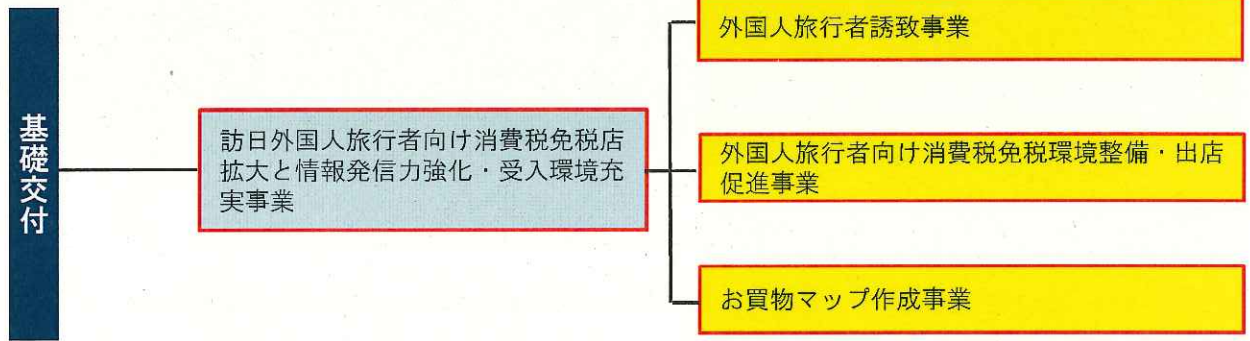 基礎交付
訪日外国人旅行者向け消費税免税店
拡大と情報発信力強化・受入環境充
実事業
外国人旅行者誘致事業
外国人旅行者向け消費税免税環境整備・出店
促進事業
お買物マップ作成事業